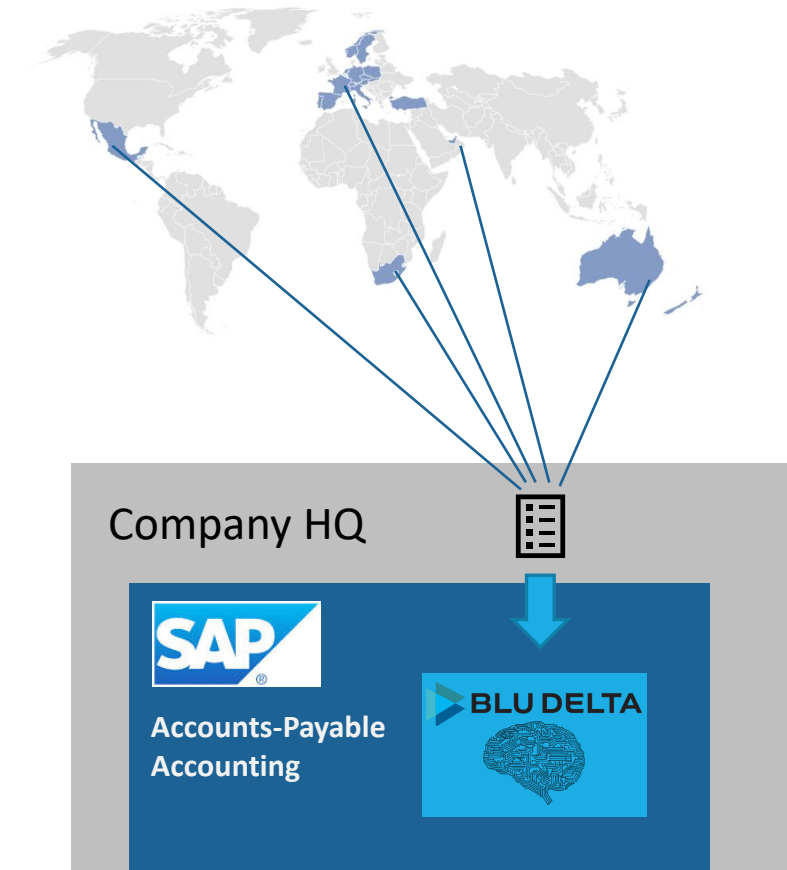 Company HQ
SAP
®
Accounts-Payable
Accounting
BLU DELTA